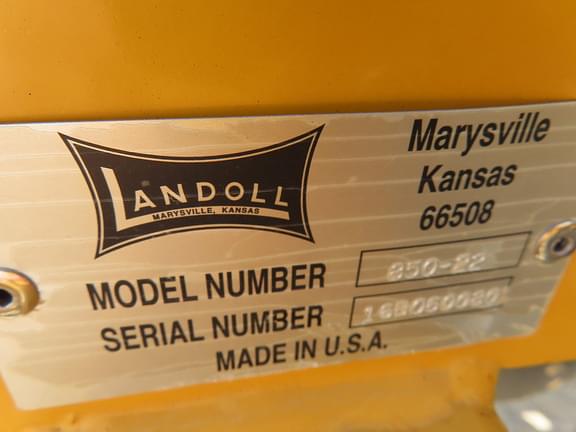 LANDOLL
MARYSVILLE, KANSAS
Marysville
Kansas
66508
MODEL NUMBER 850-22
SERIAL NUMBER
MADE IN U.S.A.